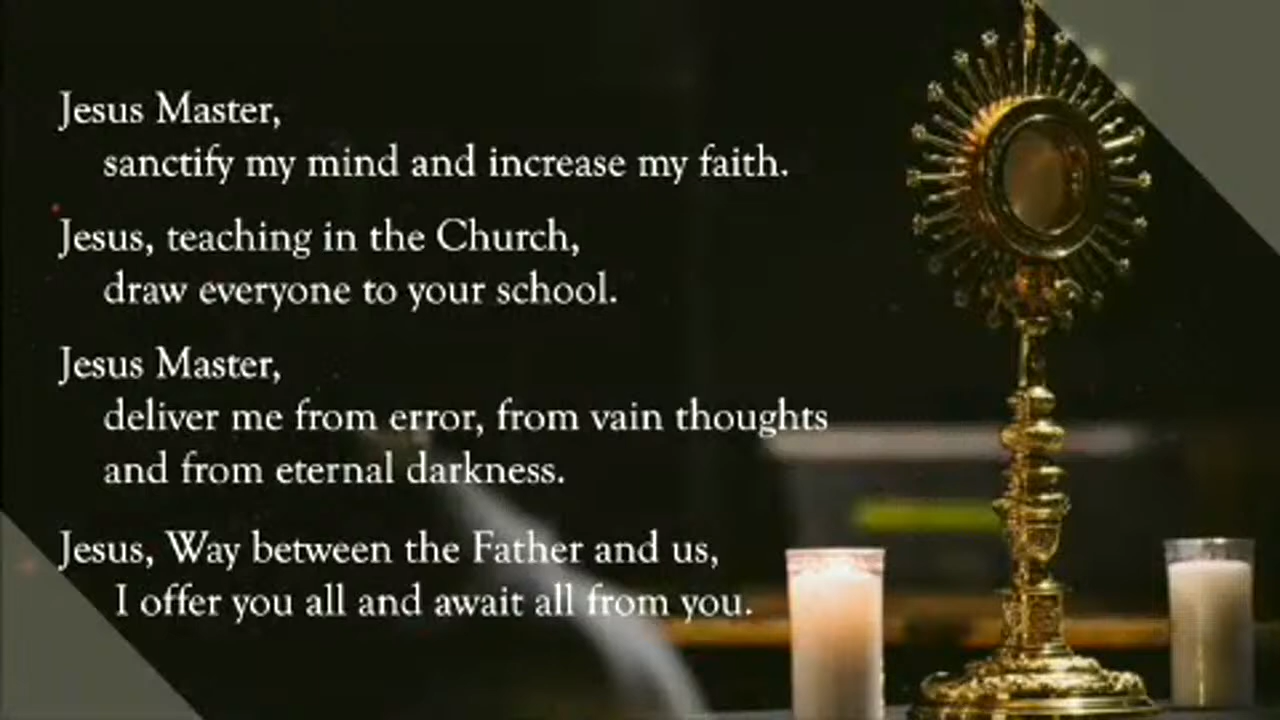 Jesus Master,
sanctify my mind and increase my faith.
Jesus, teaching in the Church,
draw everyone to your school.
Jesus Master,
deliver me from error, from vain thoughts
and from eternal darkness.
Jesus, Way between the Father and us,
I offer you all and await all from you.